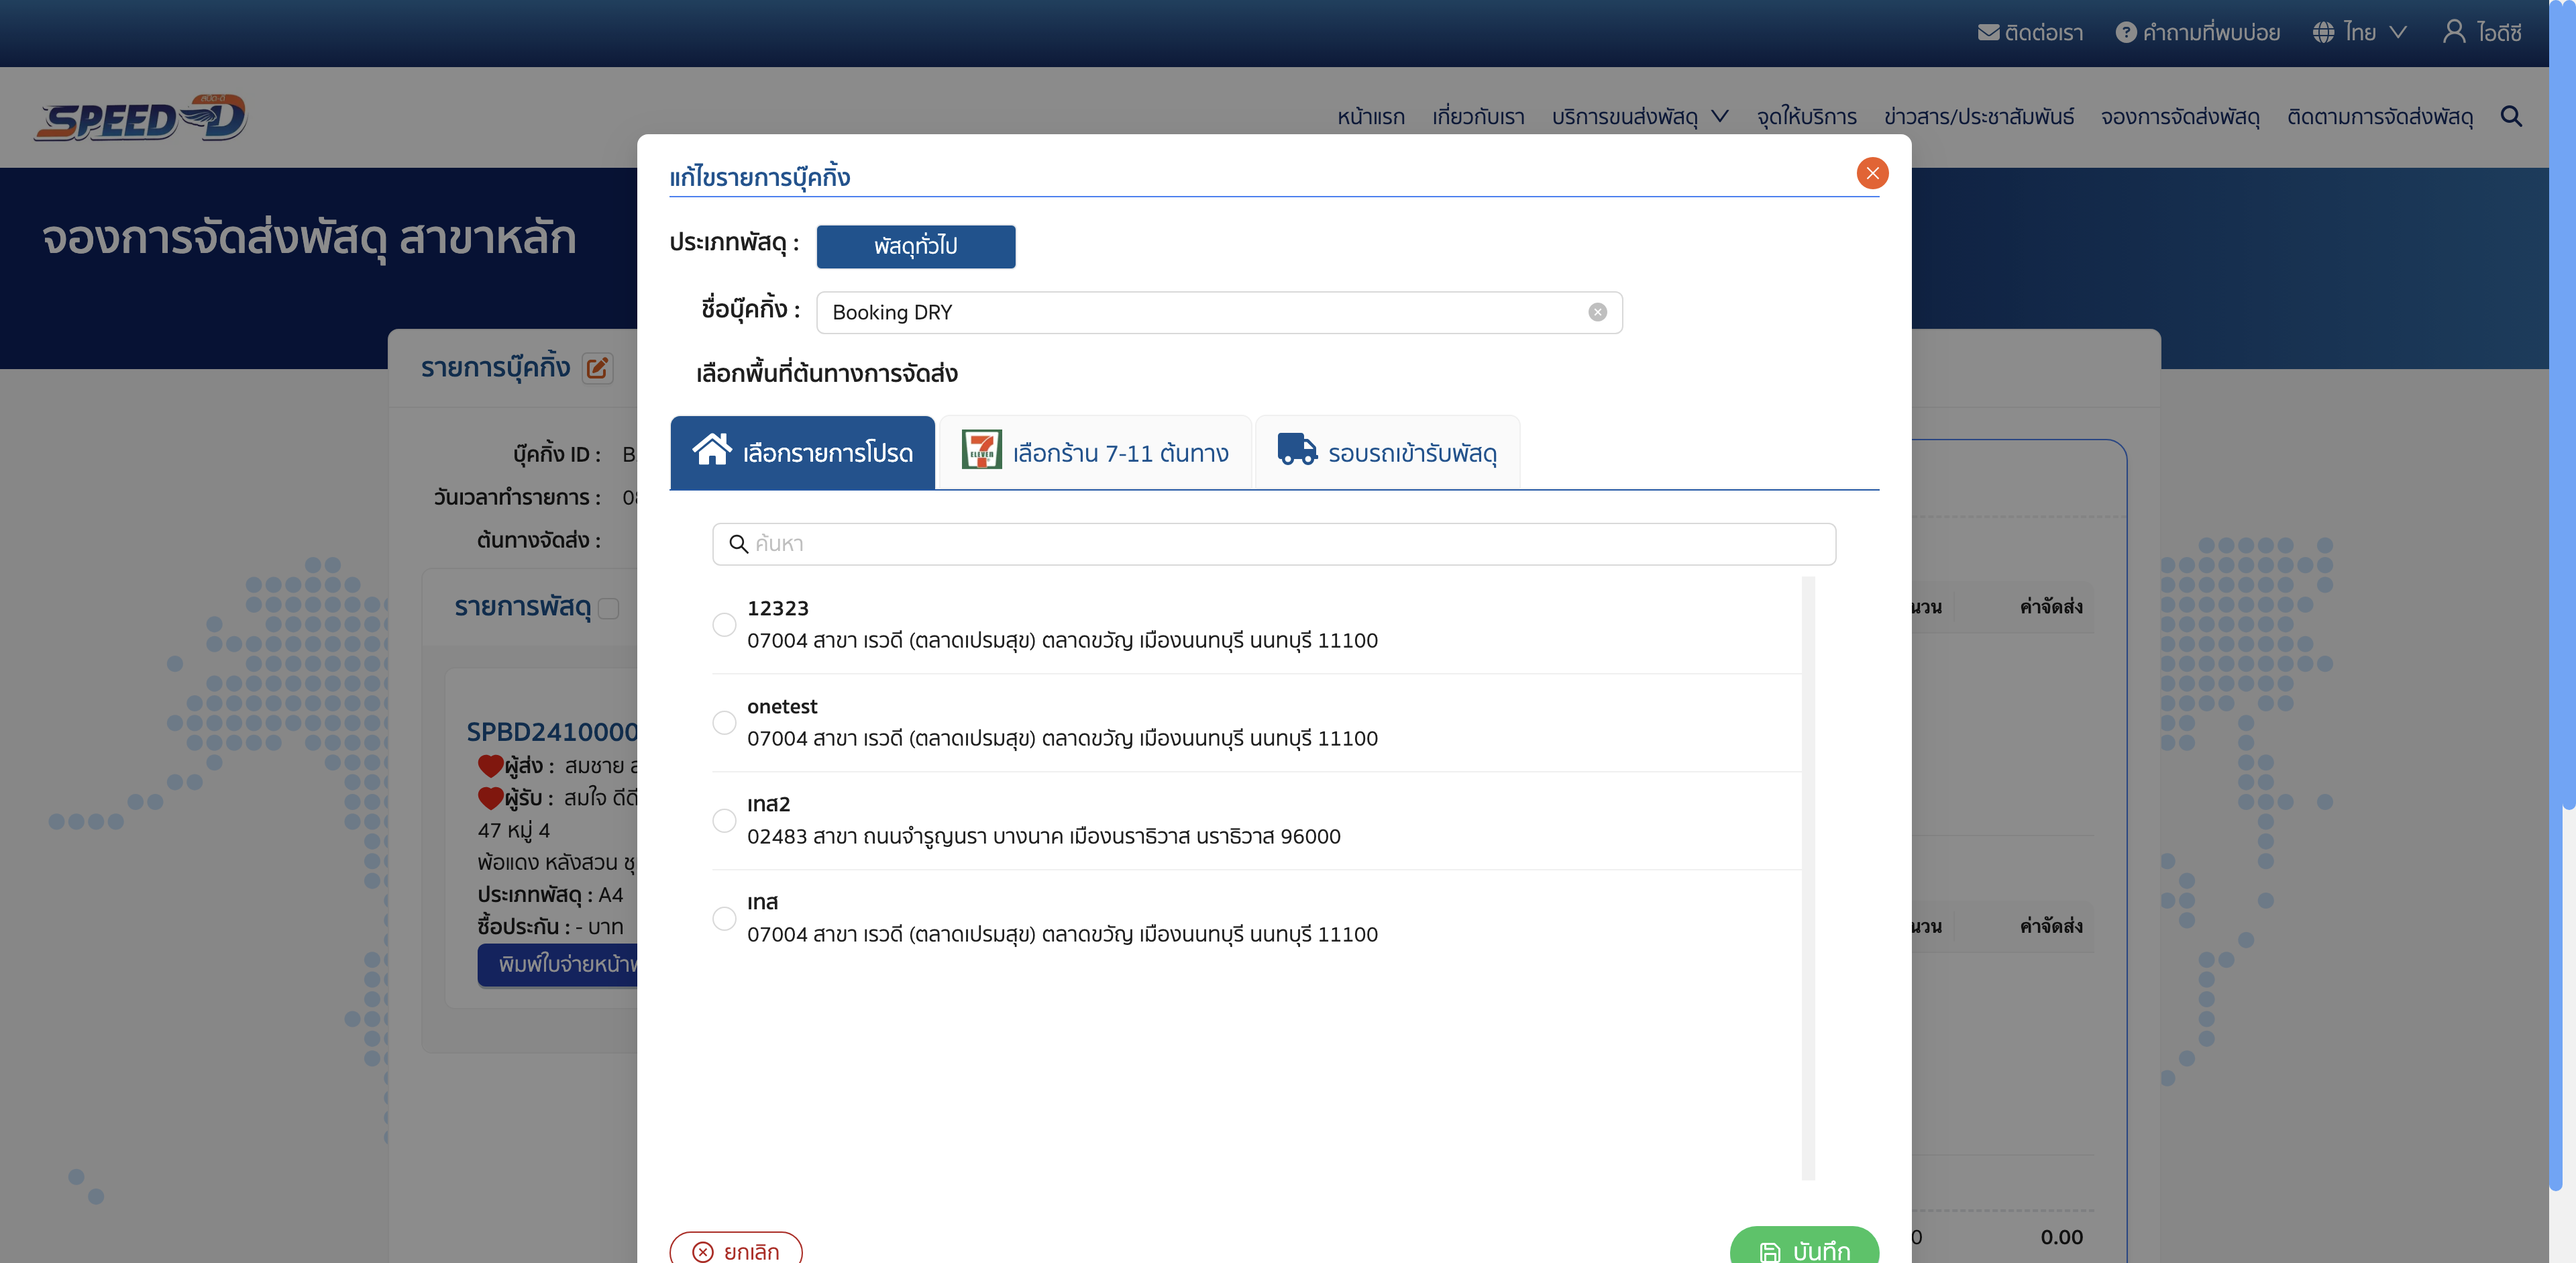 ติดต่อเรา คำถามที่พบบ่อย ไทย ไอดีซี
สปีด ดี
SPEED-D
หน้าแรก เกี่ยวกับเรา บริการขนส่งพัสดุ จุดให้บริการ ข่าวสาร/ประชาสัมพันธ์ จองการจัดส่งพัสดุ ติดตามการจัดส่งพัสดุ
จองการจัดส่งพัสดุ สาขาหลัก
แก้ไขรายการบุ๊คกิ้ง
ประเภทพัสดุ : พัสดุทั่วไป
ชื่อบุ๊คกิ้ง : Booking DRY
เลือกพื้นที่ต้นทางการจัดส่ง
เลือกรายการโปรด 7 ELEVEN เลือกร้าน 7-11 ต้นทาง รอบรถเข้ารับพัสดุ
ค้นหา
12323
07004 สาขา เรวดี (ตลาดเปรมสุข) ตลาดขวัญ เมืองนนทบุรี นนทบุรี 11100
onetest
07004 สาขา เรวดี (ตลาดเปรมสุข) ตลาดขวัญ เมืองนนทบุรี นนทบุรี 11100
เทส2
02483 สาขา ถนนจำรูญนรา บางนาค เมืองนราธิวาส นราธิวาส 96000
เทส
07004 สาขา เรวดี (ตลาดเปรมสุข) ตลาดขวัญ เมืองนนทบุรี นนทบุรี 11100
ยกเลิก บันทึก
รายการบุ๊คกิ้ง
บุ๊คกิ้ง ID : B
วันเวลาทำรายการ :
ต้นทางจัดส่ง :
รายการพัสดุ
SPBD2410000
ผู้ส่ง : สมชาย
ผู้รับ : สมใจ ดีดี
47 หมู่ 4
พ้อแดง หลังสวน
ประเภทพัสดุ : A4
ซื้อประกัน : - บาท
พิมพ์ใบจ่ายหน้า
ค่าจัดส่ง
ค่าจัดส่ง
0.00